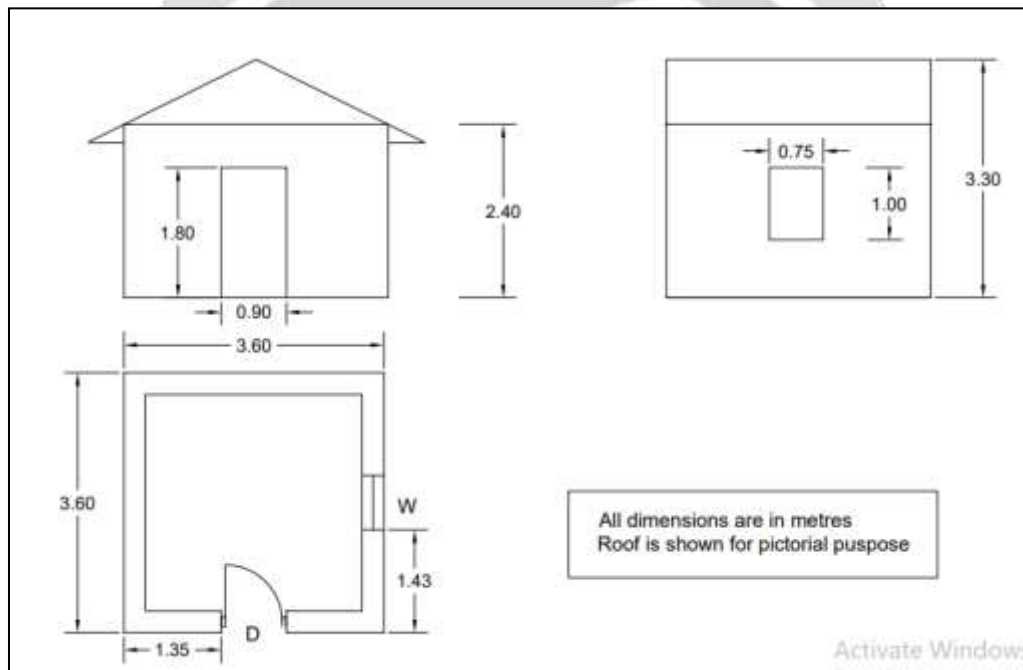 0.75
3.30
1.00
2.40
1.80
0.90
3.60
3.60
W
All dimensions are in metres
Roof is shown for pictorial puspose
1.43
D
1.35
Activate Windows